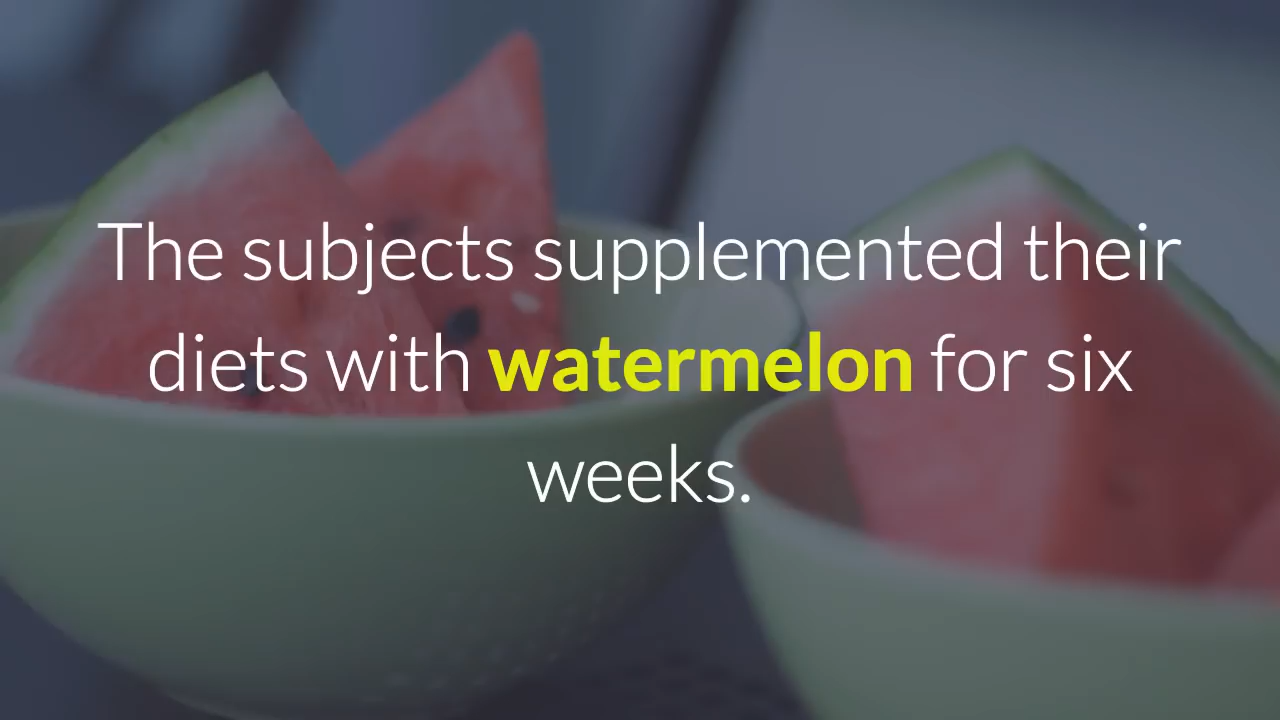 The subjects supplemented their
diets with watermelon for six
weeks.